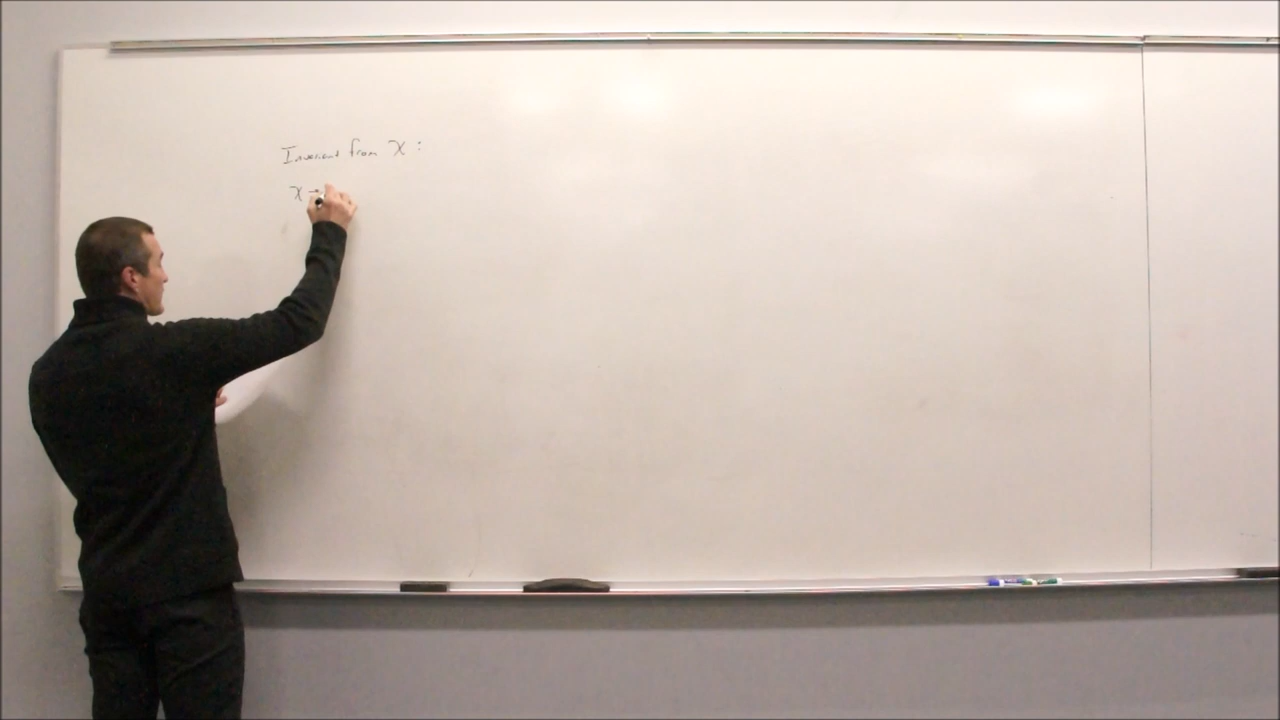 Invariant from X :
X →